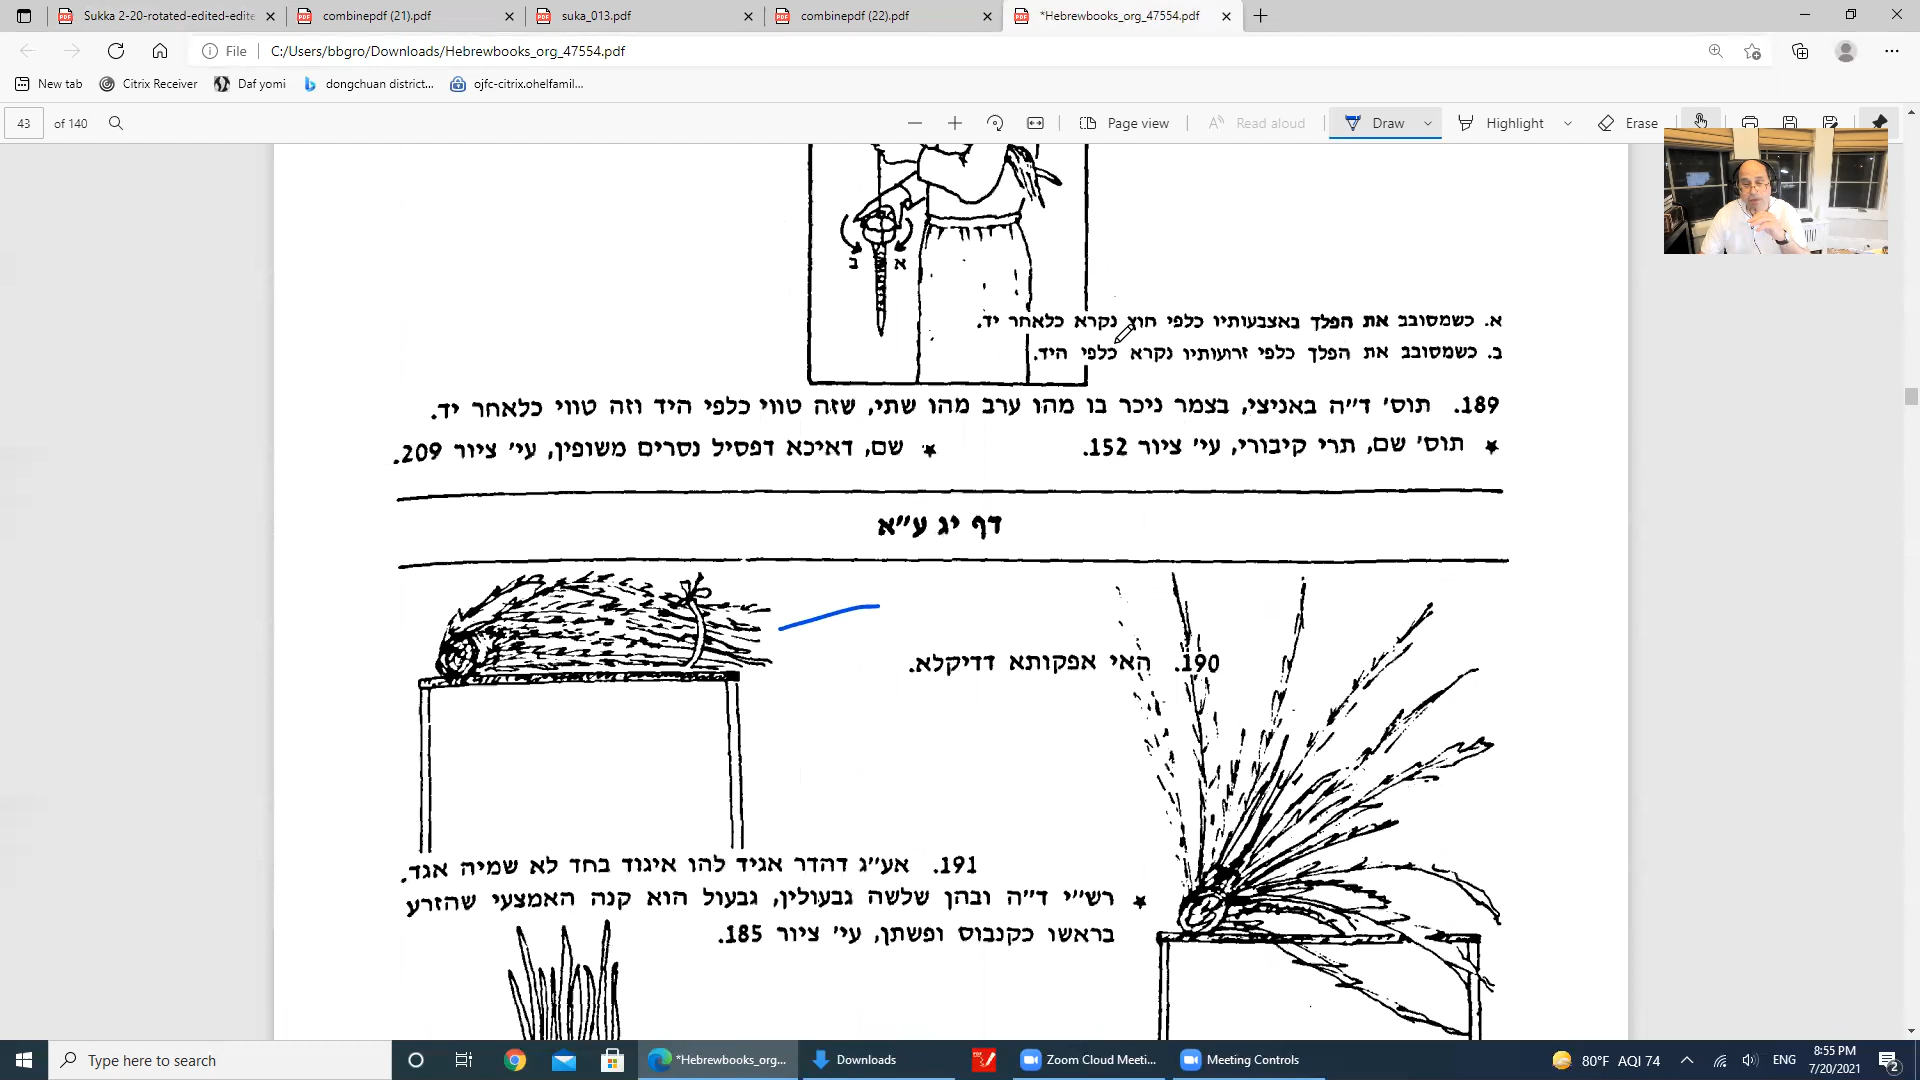 Sukka 2-20-rotated-edited-edite
combinepdf (21).pdf
suka_013.pdf
combinepdf (22).pdf
*Hebrewbooks_org_47554.pdf
File
C:/Users/bbgro/Downloads/Hebrewbooks_org_47554.pdf
New tab
Citrix Receiver
Daf yomi
dongchuan district...
ojfc-citrix.ohelfamil...
43 of 140
Page view
Read aloud
Draw
Highlight
Erase
ב א
א. כשמסובב את הפלך באצבעותיו כלפי חוץ נקרא כלאחר יד.
ב. כשמסובב את הפלך כלפי זרועותיו נקרא כלפי היד.
189. תוס׳ ד״ה באניצי, בצמר ניכר בו מהו ערב מהו שתי, שזה טווי כלפי היד וזה טווי כלאחר יד.
★ תוס׳ שם, תרי קיבורי, עי׳ ציור 152.
★ שם, דאיכא דפסיל נסרים משופין, עי׳ ציור 209.
דף יג ע״א
190. האי אפקותא דדיקלא.
191. אע״ג דהדר אגיד להו איגוד בחד לא שמיה אגד.
★ רש״י ד״ה ובהן שלשה גבעולין, גבעול הוא קנה האמצעי שהזרע
בראשו כקנבוס ופשתן, עי׳ ציור 185.
Type here to search
*Hebrewbooks_org...
Downloads
Zoom Cloud Meeti...
Meeting Controls
80°F AQI 74
ENG
8:55 PM
7/20/2021
2